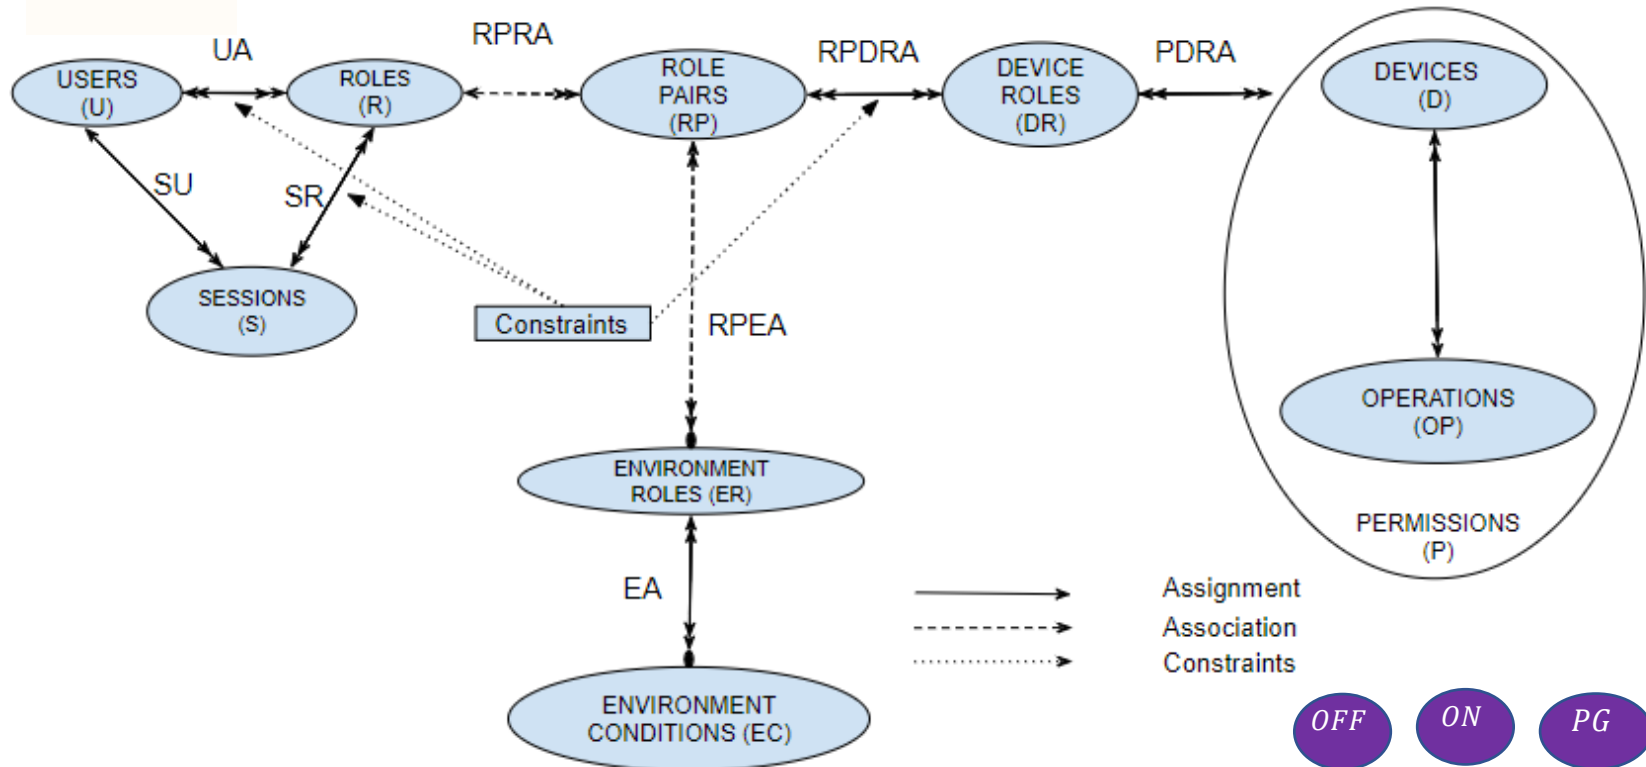 UA
RPRA
RPDRA
PDRA
USERS
(U)
ROLES
(R)
ROLE
PAIRS
(RP)
DEVICE
ROLES
(DR)
DEVICES
(D)
SU
SR
SESSIONS
(S)
Constraints
RPEA
OPERATIONS
(OP)
ENVIRONMENT
ROLES (ER)
PERMISSIONS
(P)
EA
Assignment
Association
Constraints
ENVIRONMENT
CONDITIONS (EC)
OFF
ON
PG